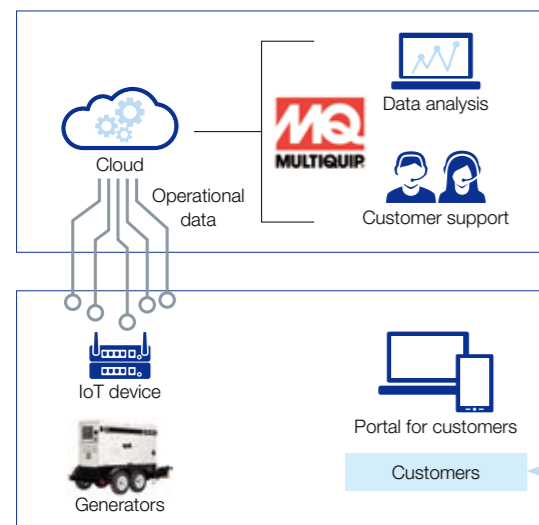 Data analysis
Cloud
MQ
MULTIQUIP
Operational
data
Customer support
IoT device
Portal for customers
Customers
Generators